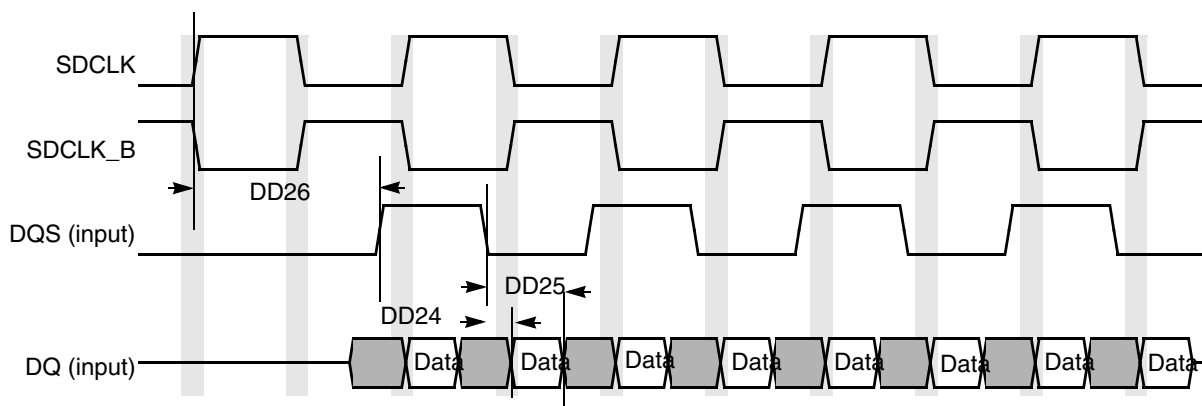 SDCLK
SDCLK_B
DD26
DQS (input)
DD25
DD24
DQ (input)
Data
Data
Data
Data
Data
Data
Data
Data